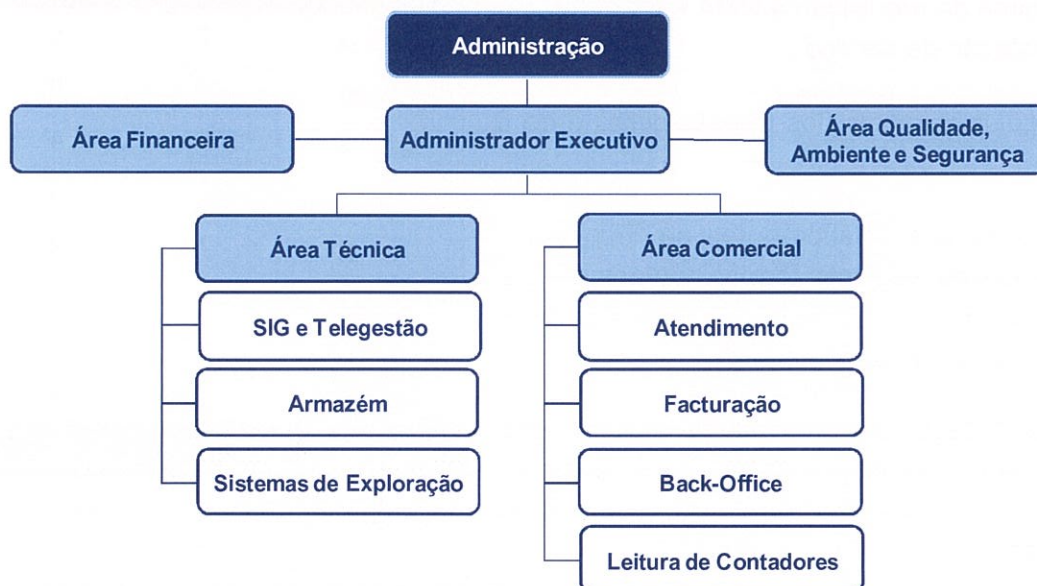 Administração
Área Financeira
Administrador Executivo
Área Qualidade,
Ambiente e Segurança
Área Técnica
Área Comercial
SIG e Telegestão
Atendimento
Armazém
Facturação
Sistemas de Exploração
Back-Office
Leitura de Contadores